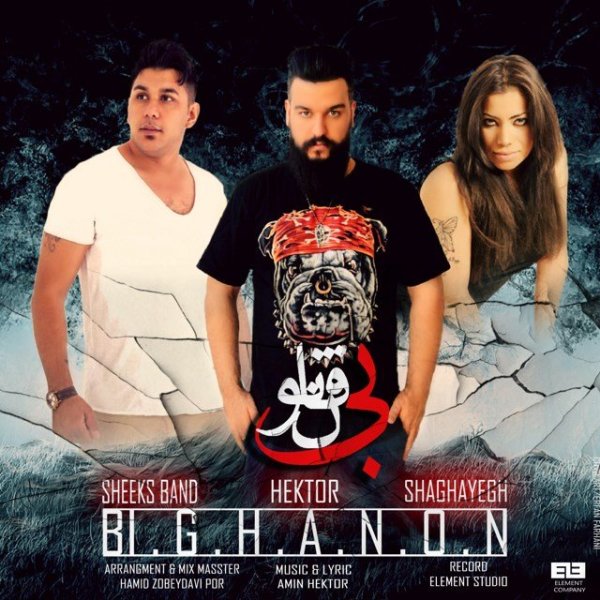 بی قانون
SHEEKS BAND
HEKTOR
SHAGHAYEGH
BI.G.H.A.N.O.N
ARRANGMENT & MIX MASSTER
HAMID ZOBEYDAVI POR
MUSIC & LYRIC
AMIN HEKTOR
RECORD
ELEMENT STUDIO
ELEMENT
COMPANY
FARHANI